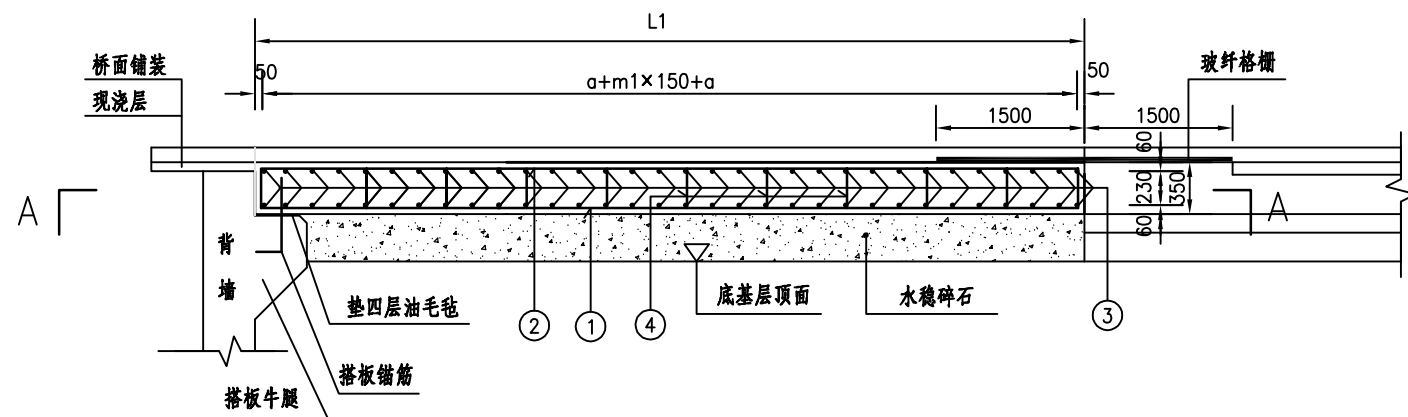 L1
桥面铺装
现浇层
50
a+m1×150+a
50
玻纤格栅
1500
1500
60
230
350
60
A
A
背
墙
垫四层油毛毡
②
①
④
底基层顶面
水稳碎石
③
搭板锚筋
搭板牛腿